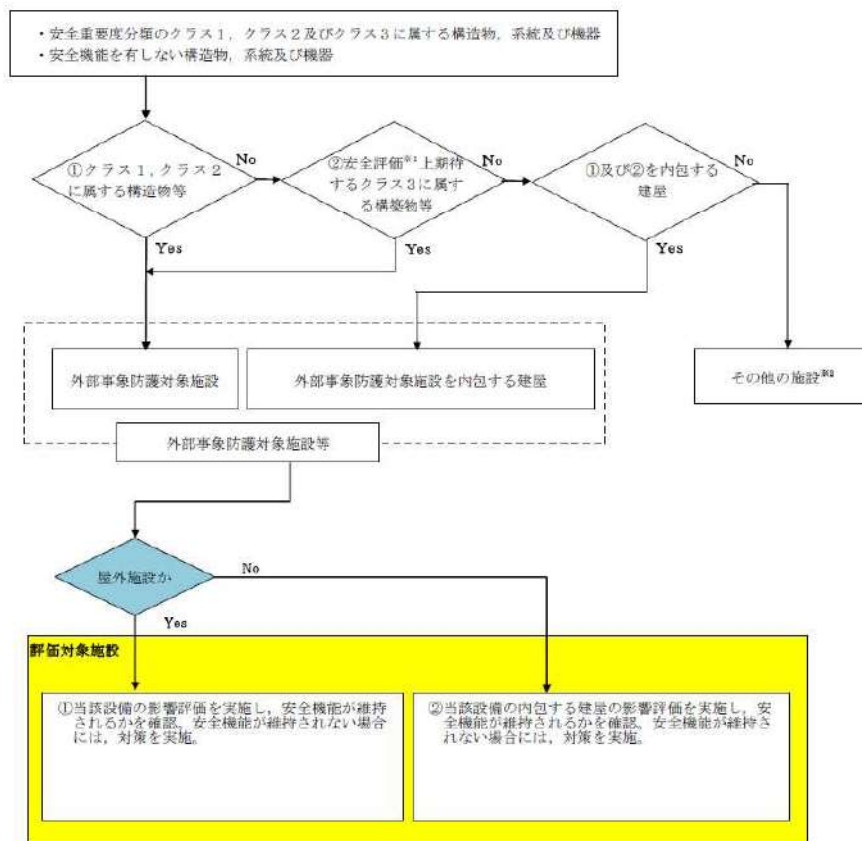 ・安全重要度分類のクラス１，クラス２及びクラス３に属する構造物，系統及び機器
・安全機能を有しない構造物，系統及び機器
①クラス１，クラス２
に属する構造物等
No
Yes
②安全評価※１上期待
するクラス３に属す
る構築物等
No
Yes
①及び②を内包する
建屋
No
Yes
外部事象防護対象施設
外部事象防護対象施設を内包する建屋
その他の施設※2
外部事象防護対象施設等
屋外施設か
No
Yes
評価対象施設
①当該設備の影響評価を実施し，安全機能が維持
されるかを確認。安全機能が維持されない場合
には，対策を実施。
②当該設備の内包する建屋の影響評価を実施し，安
全機能が維持されるかを確認。安全機能が維持さ
れない場合には，対策を実施。